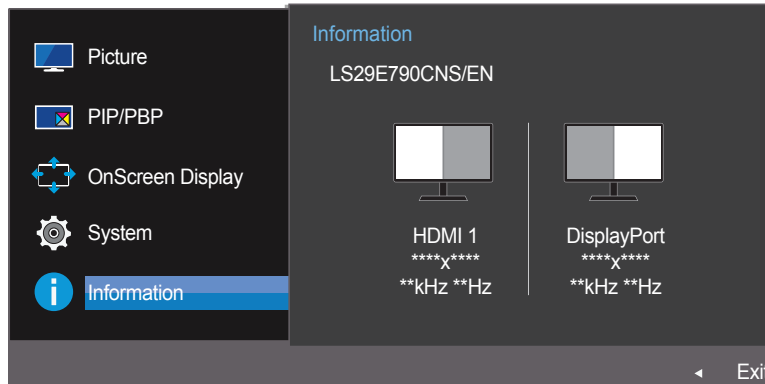 Picture
PIP/PBP
OnScreen Display
System
Information
Information
LS29E790CNS/EN
HDMI 1
****x****
**kHz **Hz
DisplayPort
****x****
**kHz **Hz
Exit